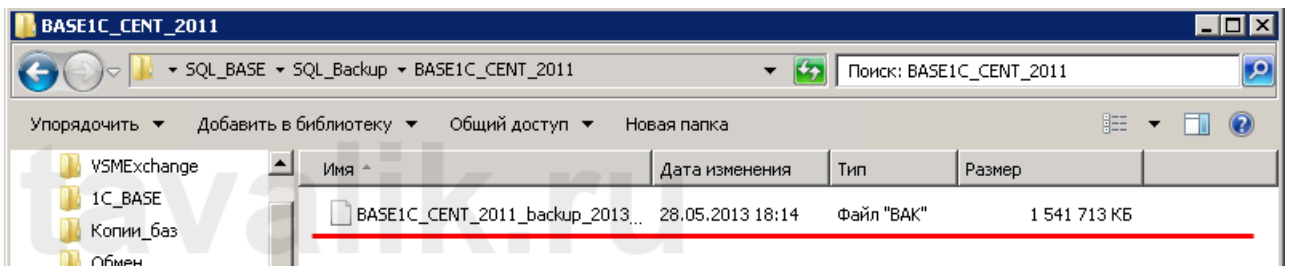 BASE1C_CENT_2011
SQL_BASE SQL_Backup BASE1C_CENT_2011 Поиск: BASE1C_CENT_2011
Упорядочить Добавить в библиотеку Общий доступ Новая папка
VSMExchange Имя Дата изменения Тип Размер
1C_BASE
BASE1C_CENT_2011_backup_2013... 28.05.2013 18:14 Файл "BAK" 1 541 713 КБ
Копии_баз
Обмен
tavalik.ru